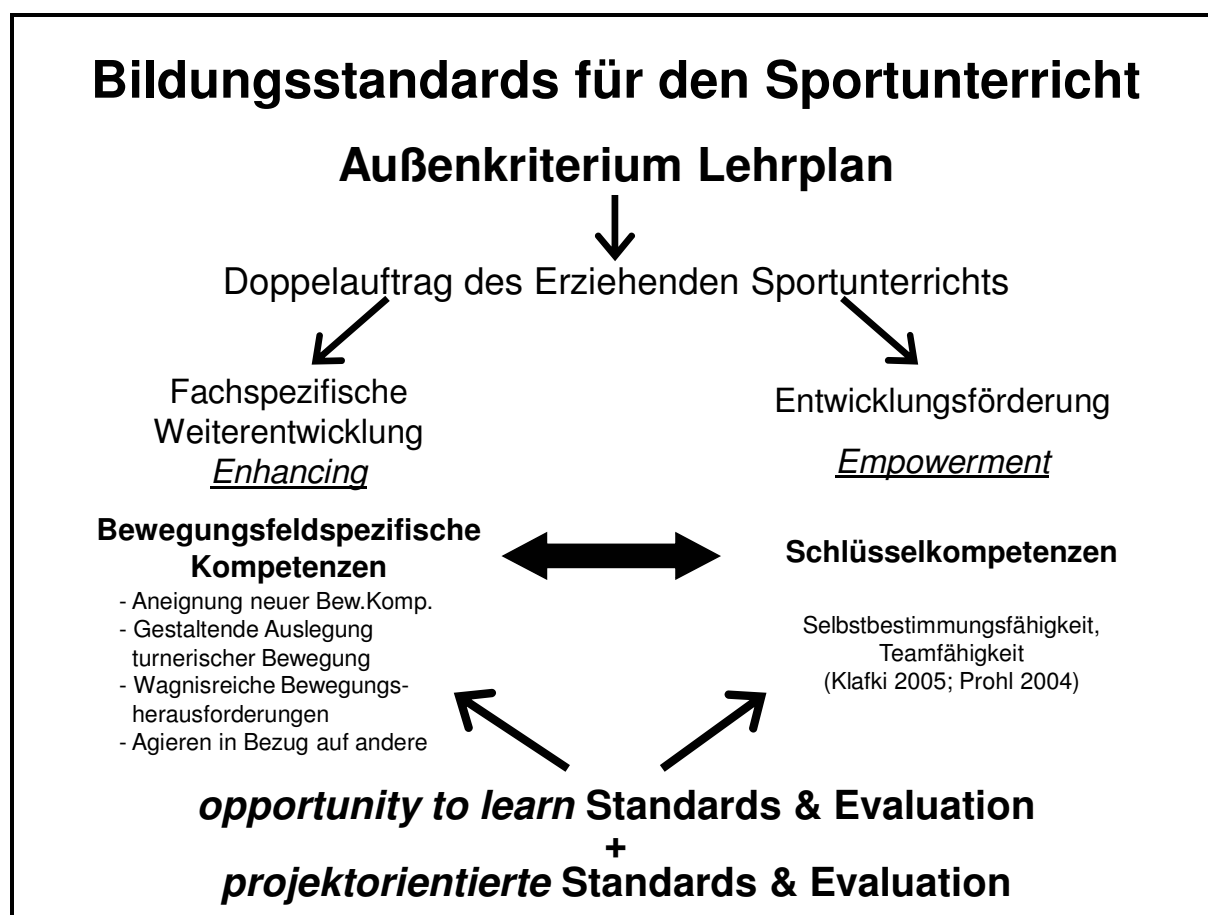 Bildungsstandards für den Sportunterricht
Außenkriterium Lehrplan
Doppelauftrag des Erziehenden Sportunterrichts
Fachspezifische
Weiterentwicklung
Enhancing
Bewegungsfeldspezifische
Kompetenzen
- Aneignung neuer Bew.Komp.
- Gestaltende Auslegung
turnerischer Bewegung
- Wagnisreiche Bewegungs-
herausforderungen
- Agieren in Bezug auf andere
Entwicklungsförderung
Empowerment
Schlüsselkompetenzen
Selbstbestimmungsfähigkeit,
Teamfähigkeit
(Klafki 2005; Prohl 2004)
opportunity to learn Standards & Evaluation
+
projektorientierte Standards & Evaluation